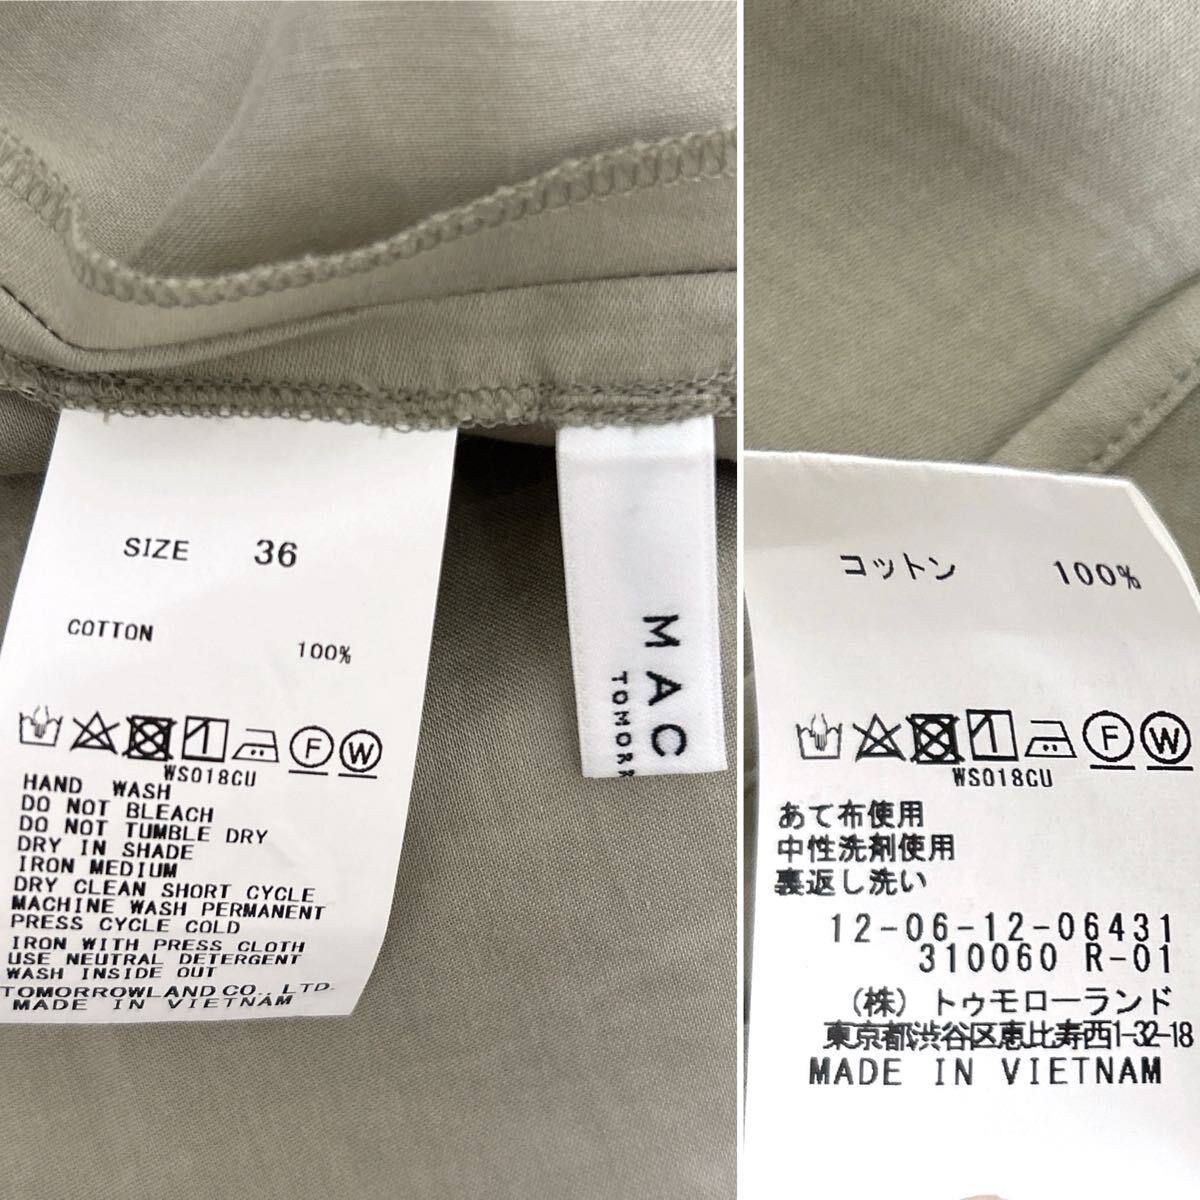 SIZE 36
COTTON 100%
F W
WS018CU
HAND WASH
DO NOT BLEACH
DO NOT TUMBLE DRY
DRY IN SHADE
IRON MEDIUM
DRY CLEAN SHORT CYCLE
MACHINE WASH PERMANENT
PRESS CYCLE COLD
IRON WITH PRESS CLOTH
USE NEUTRAL DETERGENT
WASH INSIDE OUT
TOMORROWLAND CO., LTD.
MADE IN VIETNAM
MAC
TOMORR
コットン 100%
F W
WS018CU
あて布使用
中性洗剤使用
裏返し洗い
12-06-12-06431
310060 R-01
(株) トゥモローランド
東京都渋谷区恵比寿西1-32-18
MADE IN VIETNAM